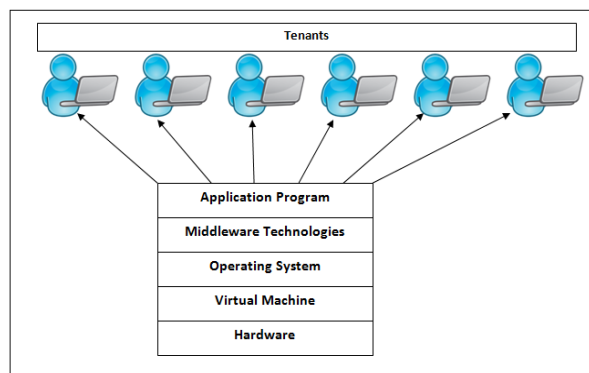 Tenants
Application Program
Middleware Technologies
Operating System
Virtual Machine
Hardware